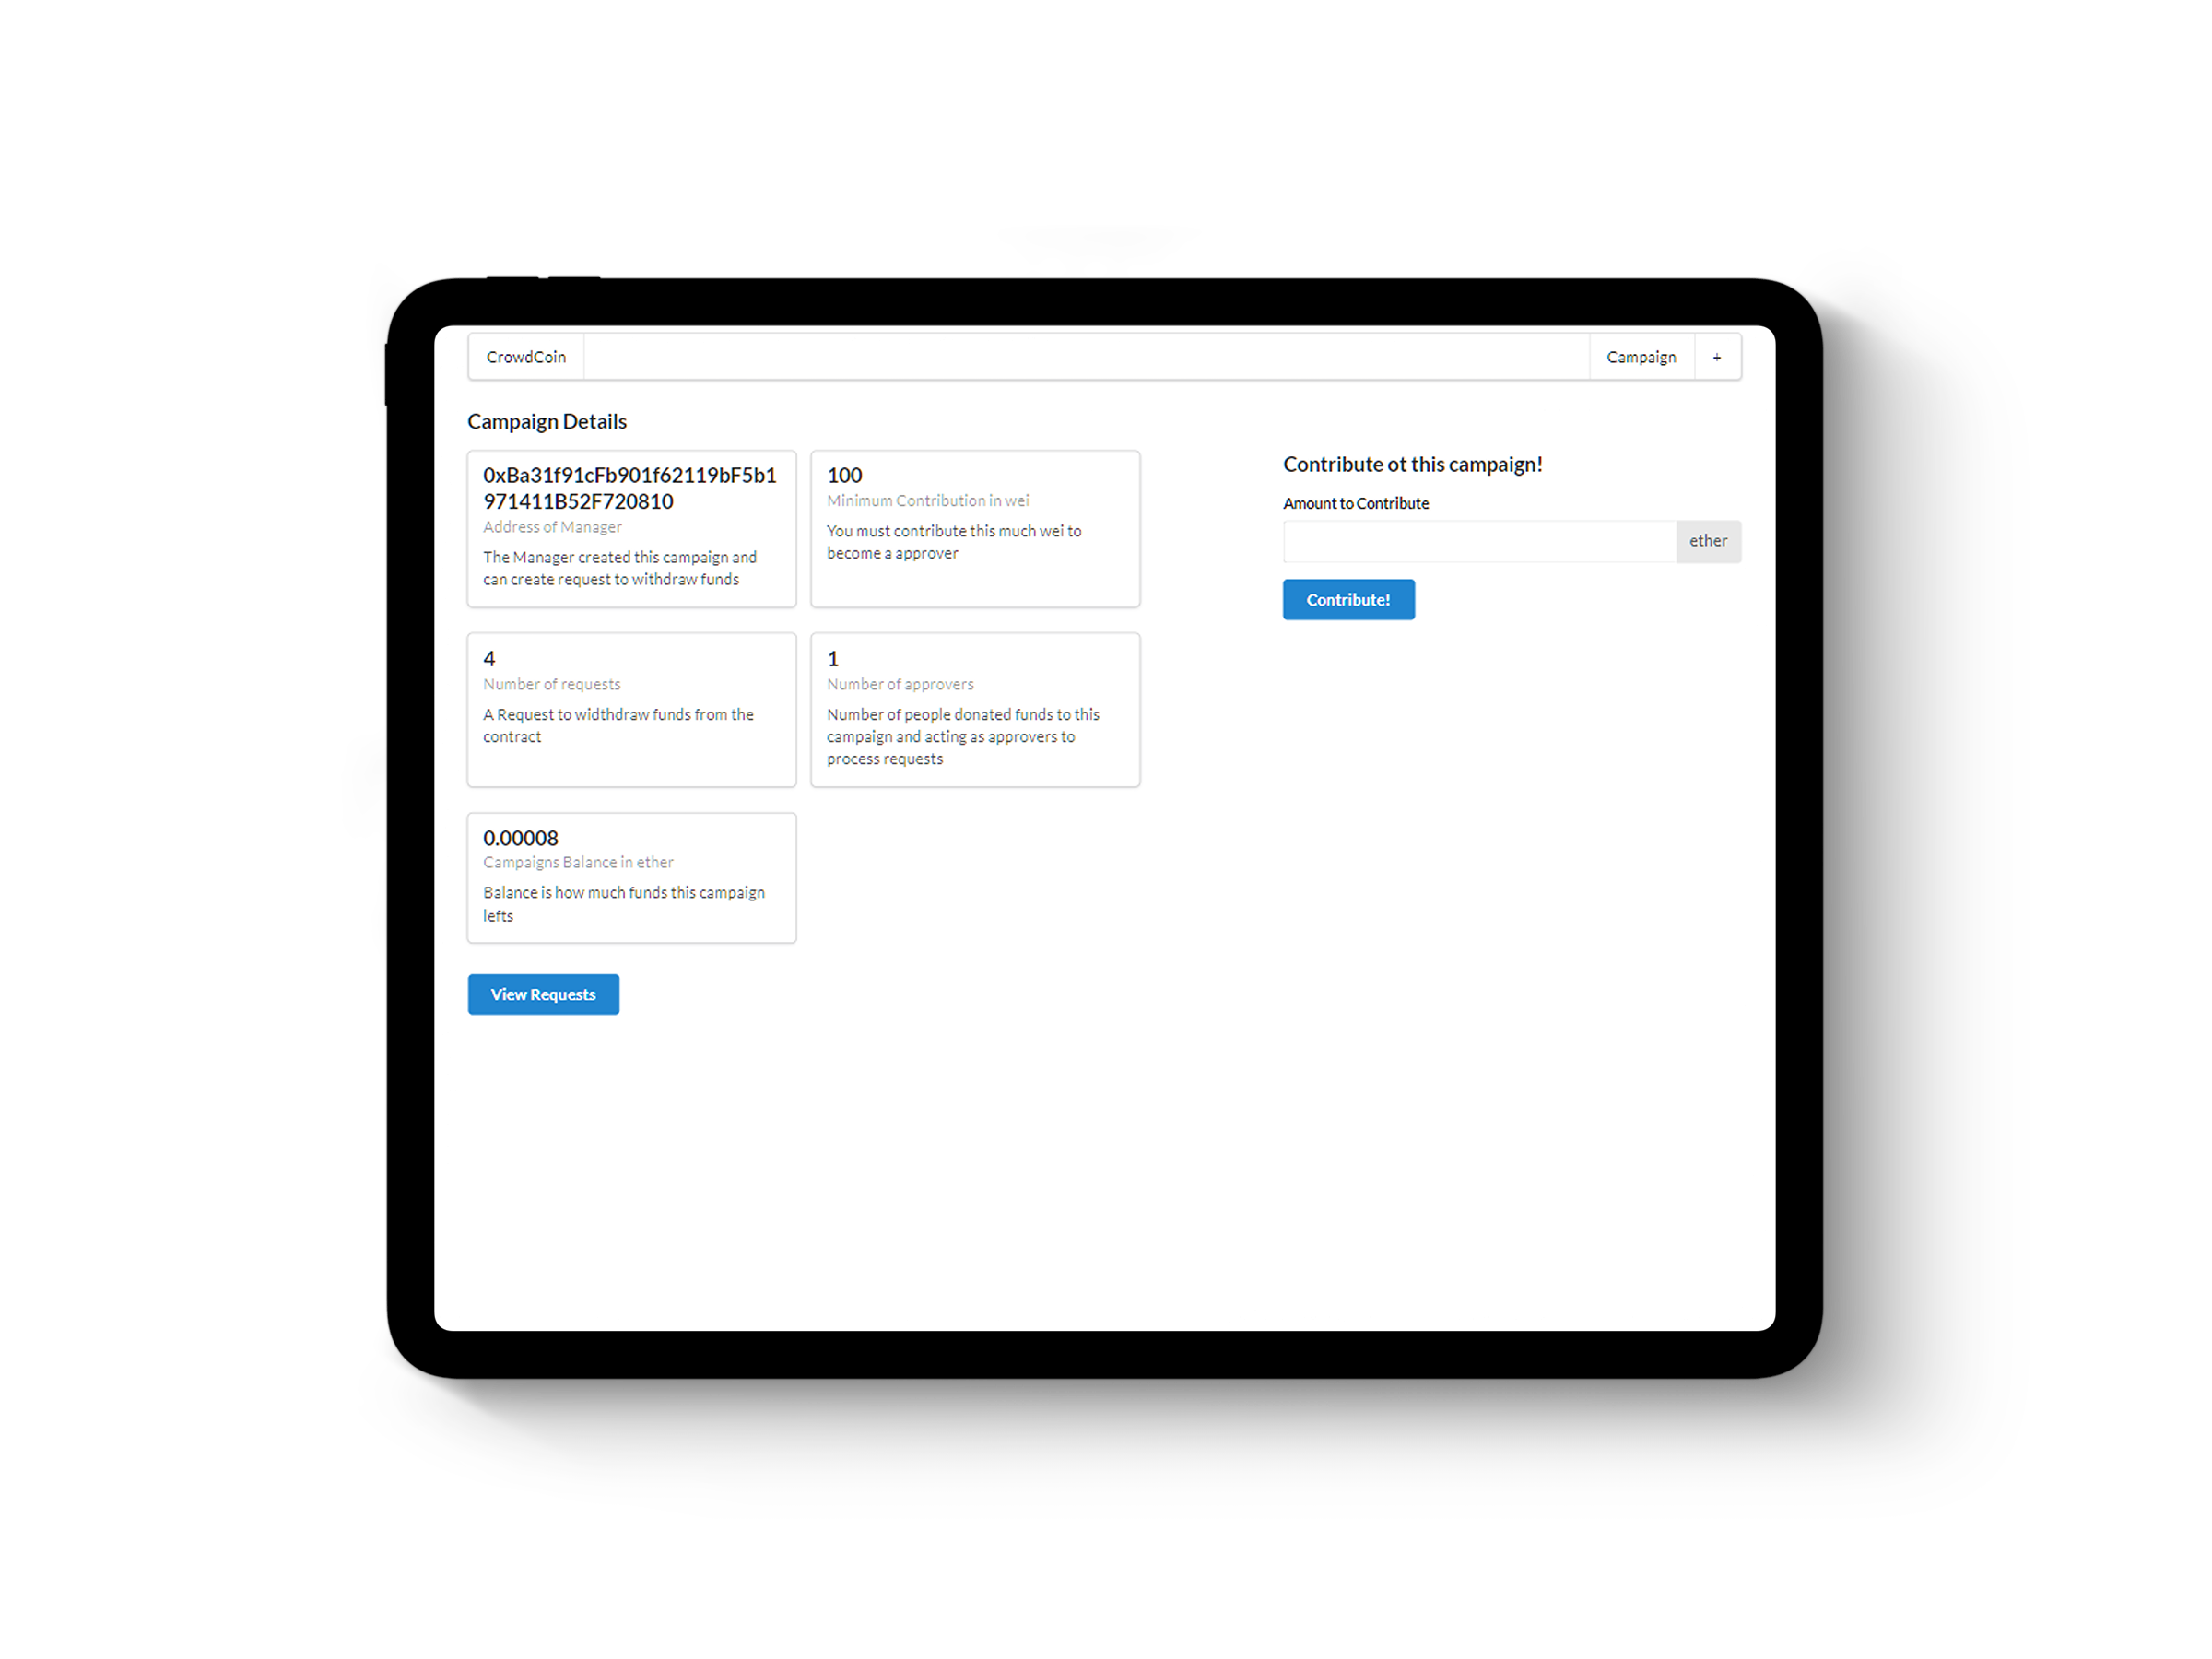 CrowdCoin
Campaign
+
Campaign Details
0xBa31f91cFb901f62119bF5b1
971411B52F720810
Address of Manager
The Manager created this campaign and
can create request to withdraw funds
100
Minimum Contribution in wei
You must contribute this much wei to
become a approver
4
Number of requests
A Request to widthdraw funds from the
contract
1
Number of approvers
Number of people donated funds to this
campaign and acting as approvers to
process requests
0.00008
Campaigns Balance in ether
Balance is how much funds this campaign
lefts
View Requests
Contribute ot this campaign!
Amount to Contribute
ether
Contribute!